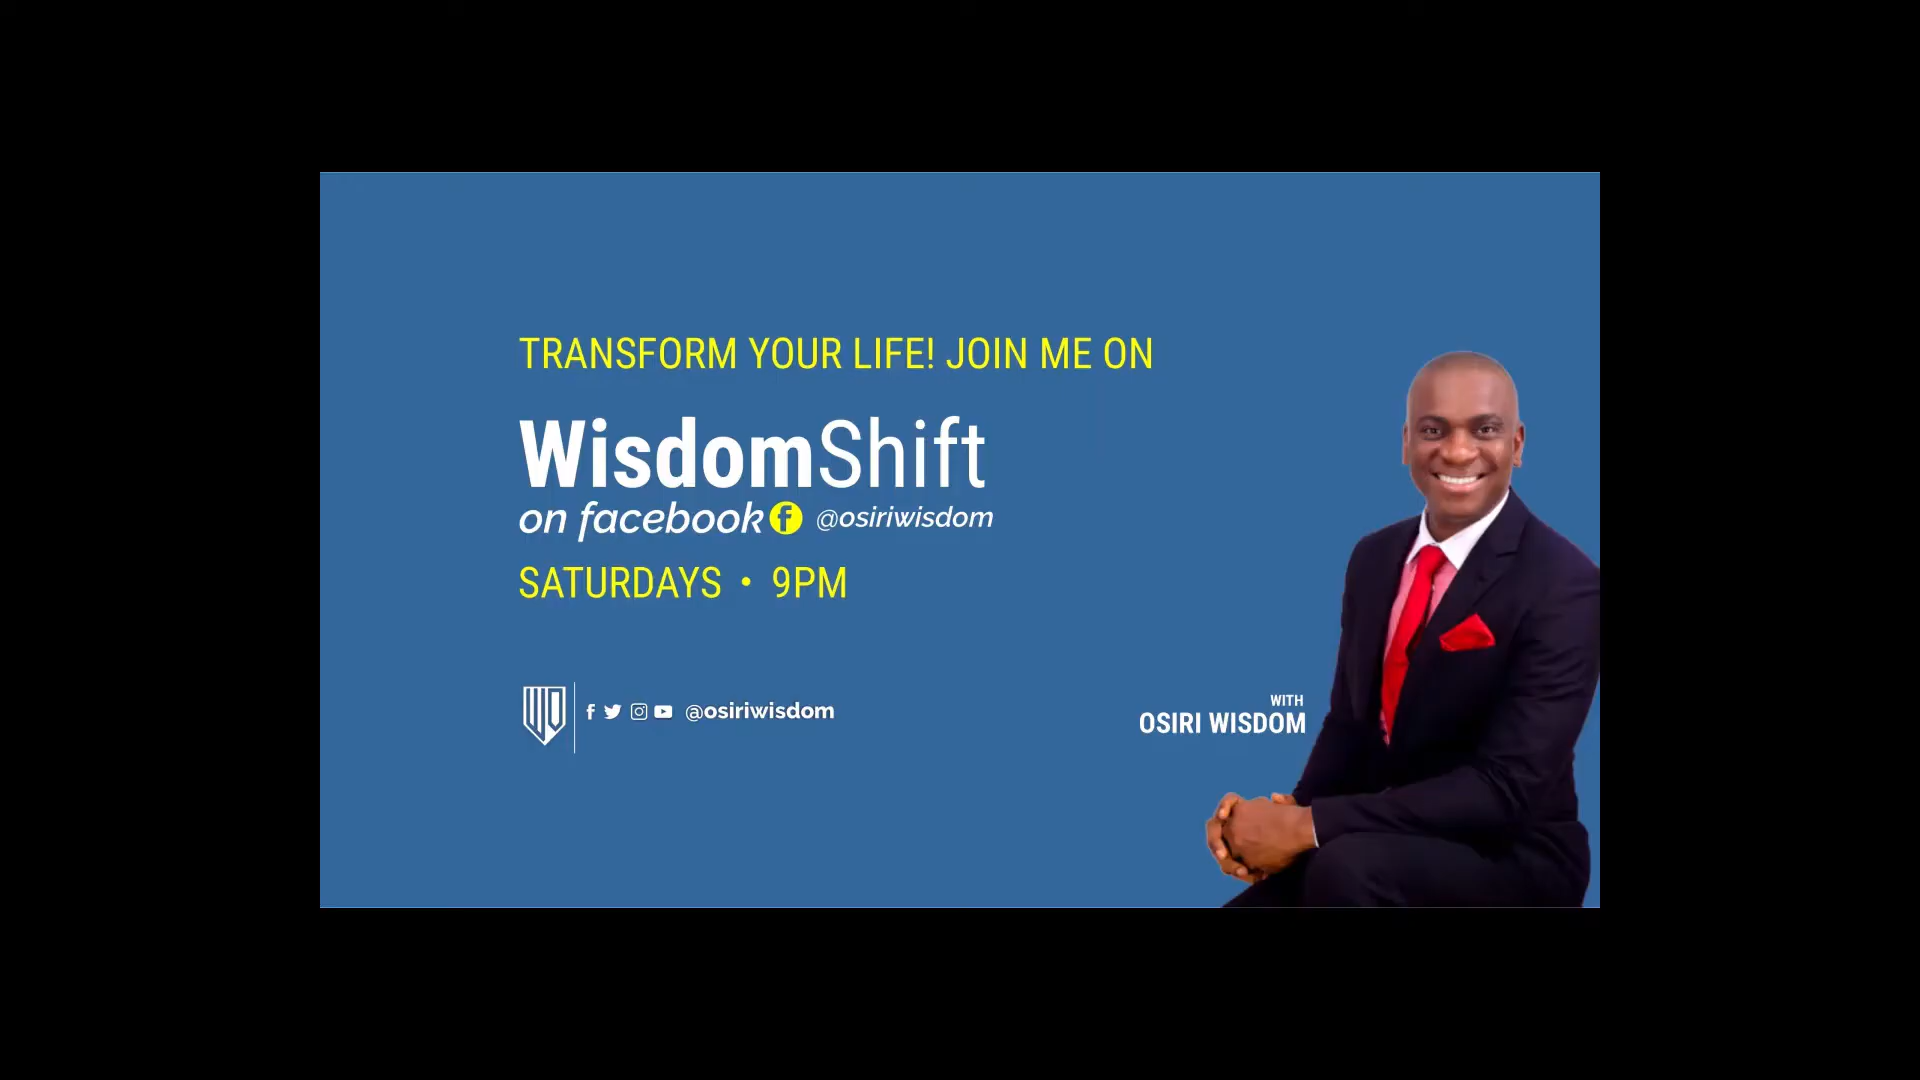 TRANSFORM YOUR LIFE! JOIN ME ON
WisdomShift
on facebook @osiriwisdom
SATURDAYS • 9PM
@osiriwisdom
WITH
OSIRI WISDOM